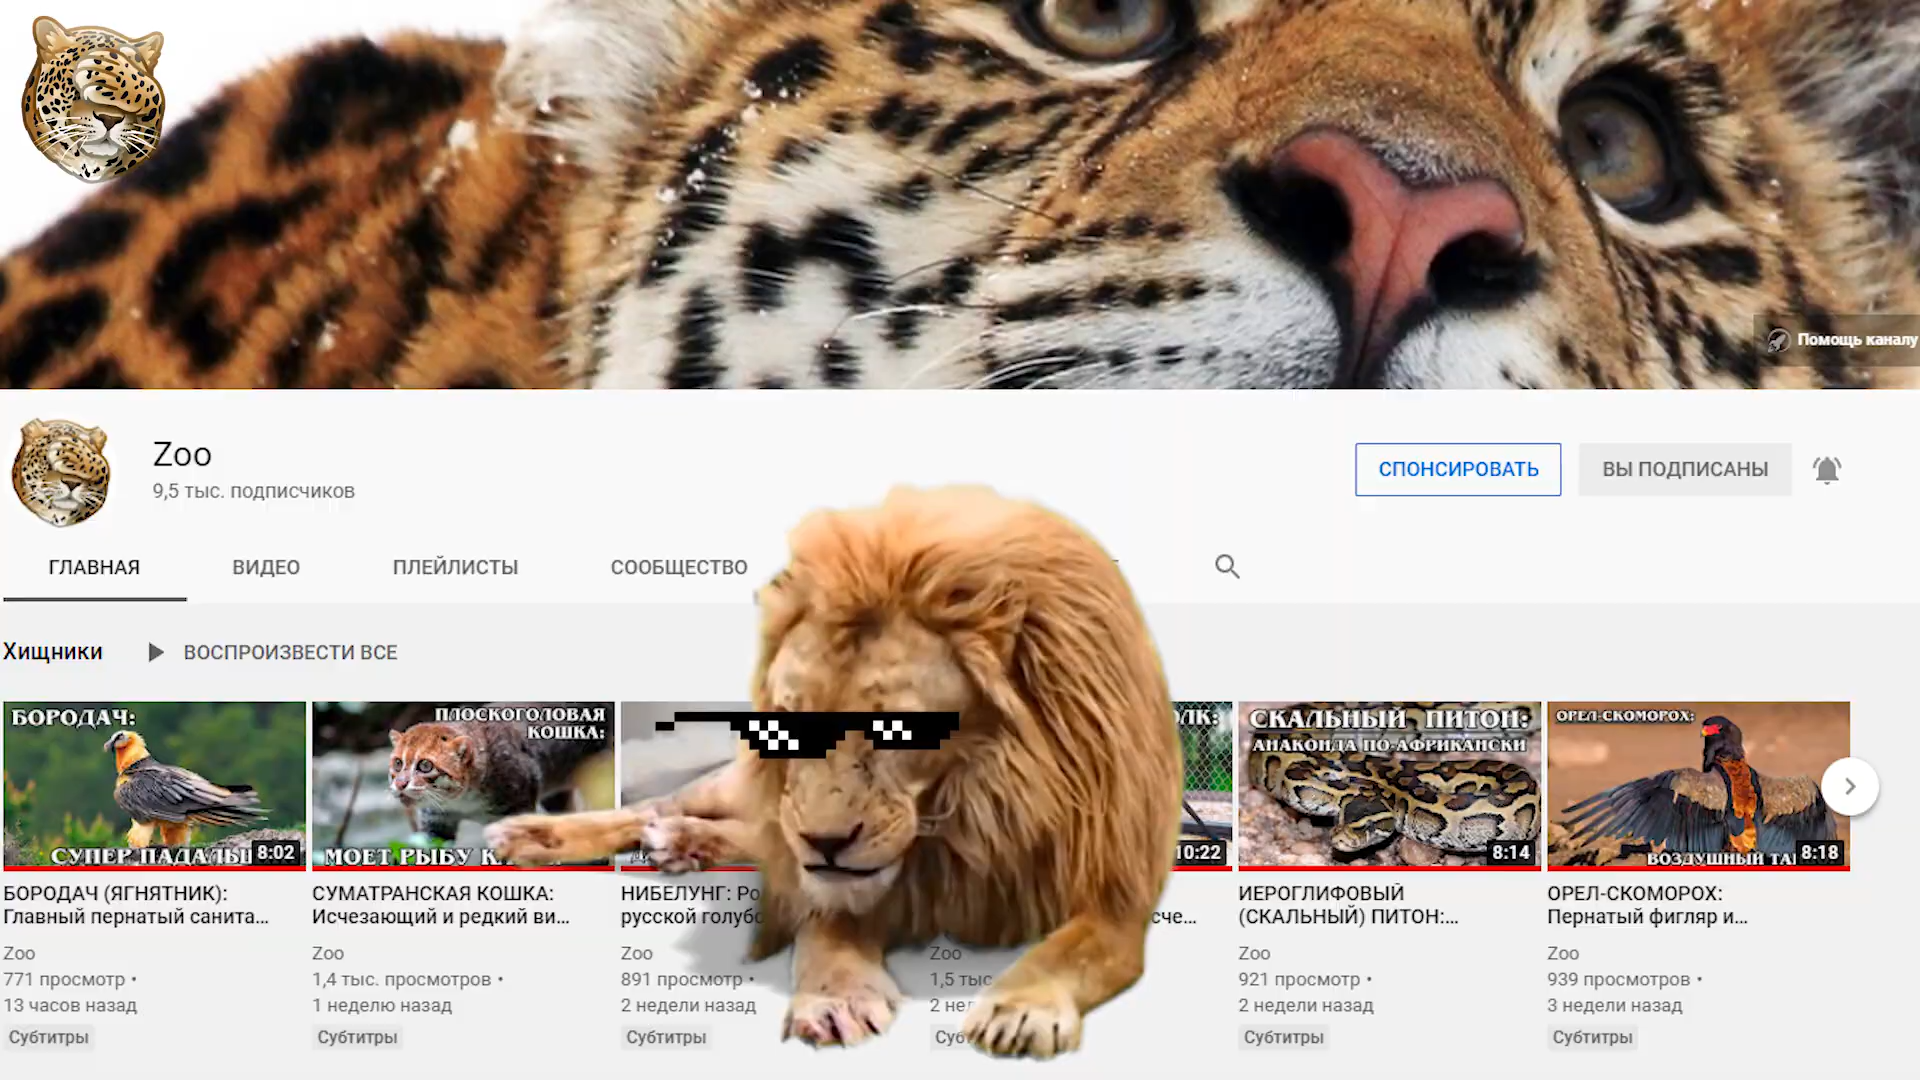 Помощь каналу
Zoo
9,5 тыс. подписчиков
СПОНСИРОВАТЬ
ВЫ ПОДПИСАНЫ
ГЛАВНАЯ
ВИДЕО
ПЛЕЙЛИСТЫ
СООБЩЕСТВО
Хищники
ВОСПРОИЗВЕСТИ ВСЕ
БОРОДАЧ:
СУПЕР
8:02
БОРОДАЧ (ЯГНЯТНИК):
Главный пернатый санита...
Zoo
771 просмотр •
13 часов назад
Субтитры
ПЛОСКОГОЛОВАЯ
КОШКА:
МОЕТ РЫБУ
СУМАТРАНСКАЯ КОШКА:
Исчезающий и редкий ви...
Zoo
1,4 тыс. просмотров •
1 неделю назад
Субтитры
НИБЕЛУНГ:
русской
Zoo
891 просмотр •
2 недели назад
Субтитры
10:22
Zoo
1,5
2
СКАЛЬНЫЙ ПИТОН:
АНАКОНДА ПО-АФРИКАНСКИ
8:14
ИЕРОГЛИФОВЫЙ
(СКАЛЬНЫЙ) ПИТОН:...
Zoo
921 просмотр •
2 недели назад
Субтитры
ОРЕЛ-СКОМОРОХ:
ВОЗДУШНЫЙ
8:18
ОРЕЛ-СКОМОРОХ:
Пернатый фигляр и...
Zoo
939 просмотров •
3 недели назад
Субтитры